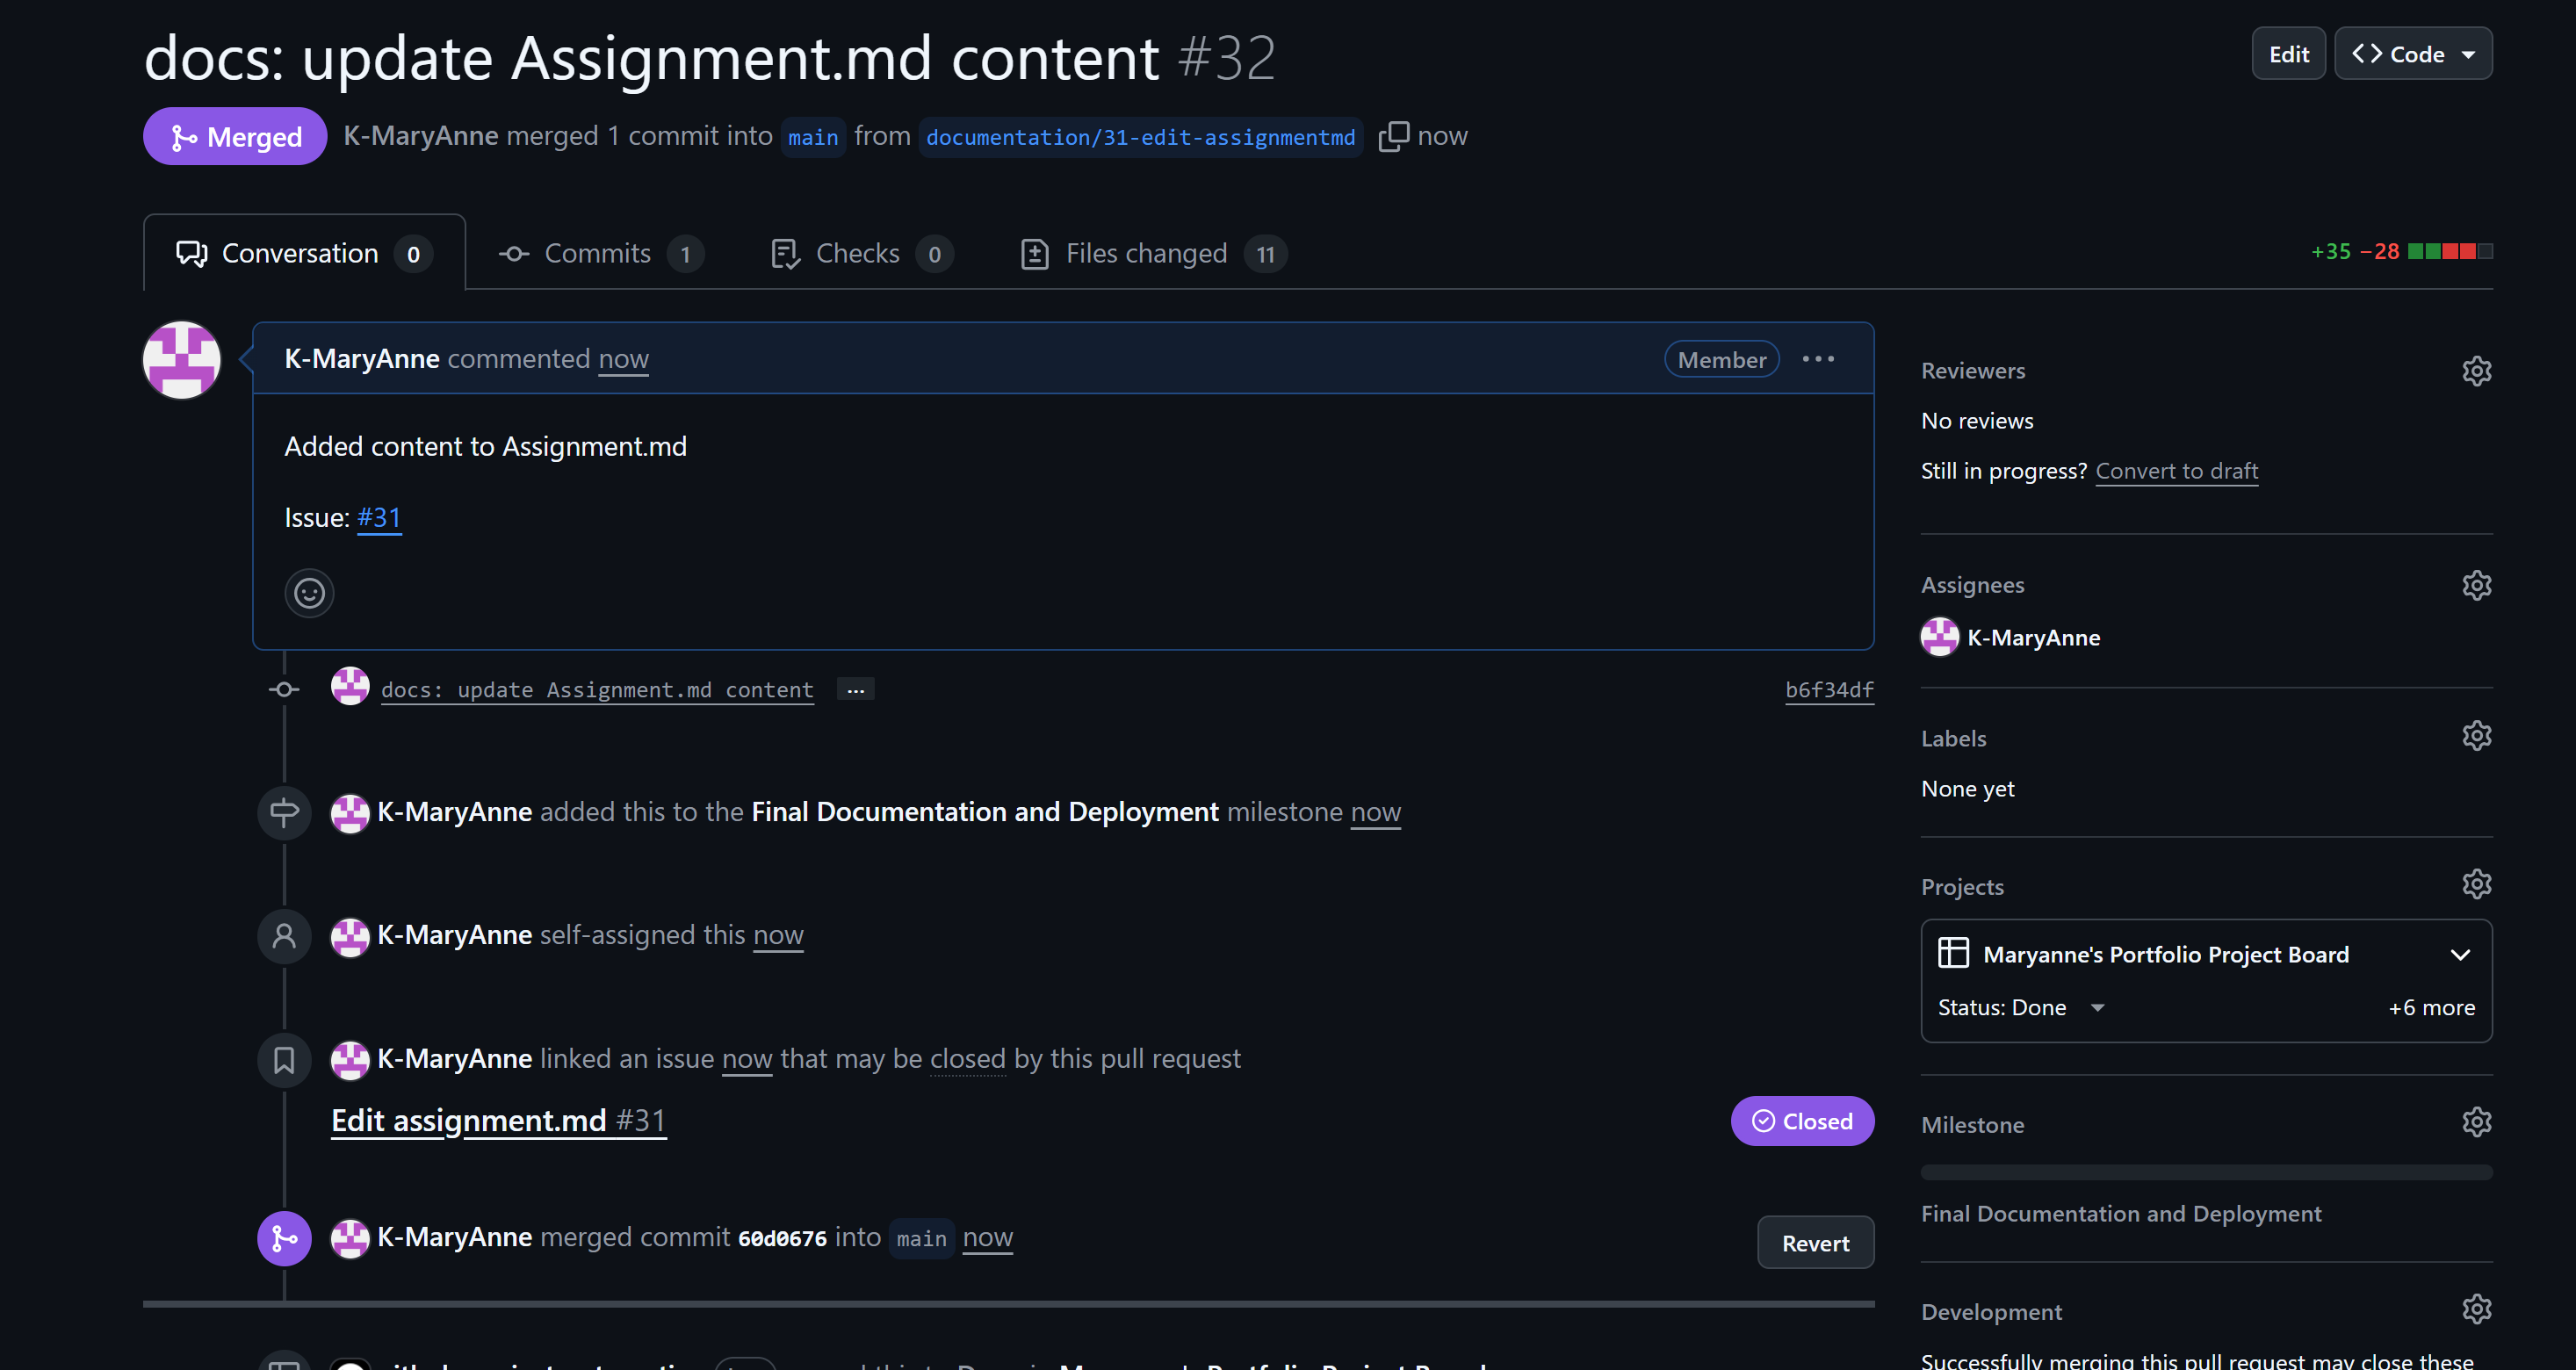 docs: update Assignment.md content #32
Edit
Code
Merged
K-MaryAnne merged 1 commit into main from documentation/31-edit-assignmentmd now
Conversation 0
Commits 1
Checks 0
Files changed 11
+35 −28
K-MaryAnne commented now
Member
Added content to Assignment.md
Issue: #31
docs: update Assignment.md content ...
b6f34df
K-MaryAnne added this to the Final Documentation and Deployment milestone now
K-MaryAnne self-assigned this now
K-MaryAnne linked an issue now that may be closed by this pull request
Edit assignment.md #31
Closed
K-MaryAnne merged commit 60d0676 into main now
Revert
Reviewers
No reviews
Still in progress? Convert to draft
Assignees
K-MaryAnne
Labels
None yet
Projects
Maryanne's Portfolio Project Board
Status: Done
+6 more
Milestone
Final Documentation and Deployment
Development
Successfully merging this pull request may close these